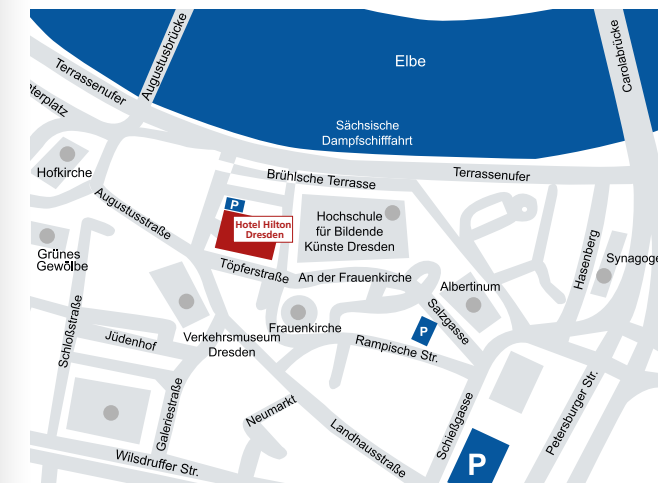 Augustusbrücke
Carolabrücke
Elbe
Terrassenufer
Sächsische
Dampfschifffahrt
Hofkirche
Brühlsche Terrasse
Terrassenufer
Augustusstraße
P
Hotel Hilton
Dresden
Hochschule
für Bildende
Künste Dresden
Hasenberg
Synagoge
Grünes
Gewölbe
Töpferstraße
An der Frauenkirche
Albertinum
Salzgasse
Schloßstraße
Jüdenhof
Verkehrsmuseum
Dresden
Frauenkirche
P
Rampische Str.
Galeriestraße
Neumarkt
Landhausstraße
Schießgasse
Petersburger Str.
Wilsdruffer Str.
P